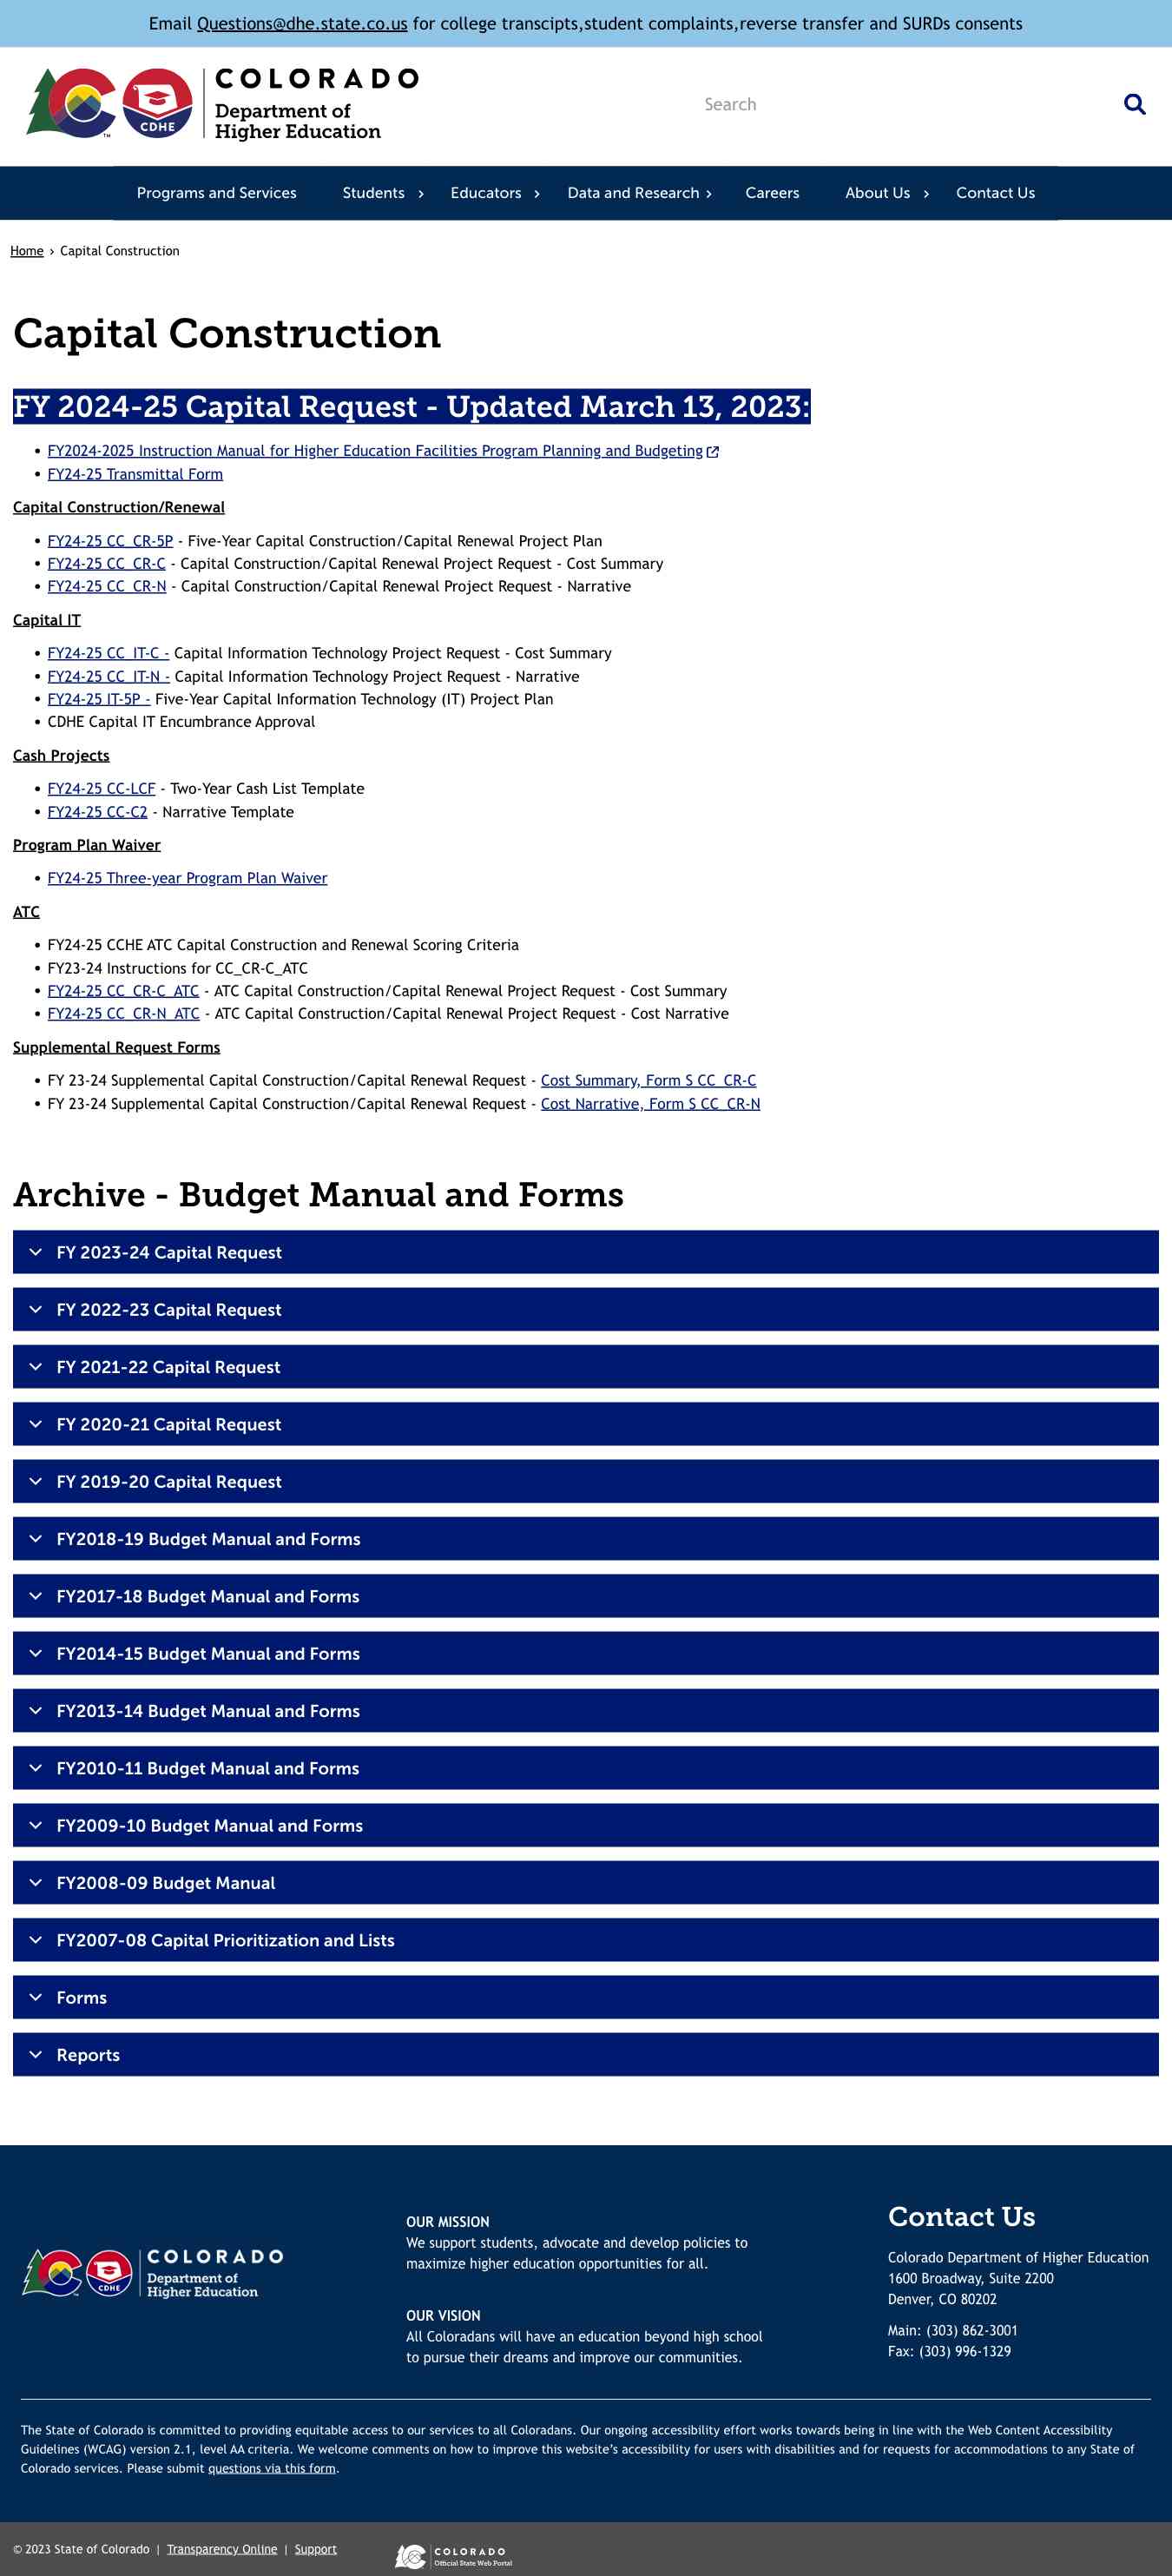 Email Questions@dhe.state.co.us for college transcipts,student complaints,reverse transfer and SURDs consents
CDHE
TM
COLORADO
Department of
Higher Education
Search
Programs and Services
Students
Educators
Data and Research
Careers
About Us
Contact Us
Home › Capital Construction
Capital Construction
FY 2024-25 Capital Request - Updated March 13, 2023:
• FY2024-2025 Instruction Manual for Higher Education Facilities Program Planning and Budgeting
• FY24-25 Transmittal Form
Capital Construction/Renewal
• FY24-25 CC_CR-5P - Five-Year Capital Construction/Capital Renewal Project Plan
• FY24-25 CC_CR-C - Capital Construction/Capital Renewal Project Request - Cost Summary
• FY24-25 CC_CR-N - Capital Construction/Capital Renewal Project Request - Narrative
Capital IT
• FY24-25 CC_IT-C - Capital Information Technology Project Request - Cost Summary
• FY24-25 CC_IT-N - Capital Information Technology Project Request - Narrative
• FY24-25 IT-5P - Five-Year Capital Information Technology (IT) Project Plan
• CDHE Capital IT Encumbrance Approval
Cash Projects
• FY24-25 CC-LCF - Two-Year Cash List Template
• FY24-25 CC-C2 - Narrative Template
Program Plan Waiver
• FY24-25 Three-year Program Plan Waiver
ATC
• FY24-25 CCHE ATC Capital Construction and Renewal Scoring Criteria
• FY23-24 Instructions for CC_CR-C_ATC
• FY24-25 CC_CR-C_ATC - ATC Capital Construction/Capital Renewal Project Request - Cost Summary
• FY24-25 CC_CR-N_ATC - ATC Capital Construction/Capital Renewal Project Request - Cost Narrative
Supplemental Request Forms
• FY 23-24 Supplemental Capital Construction/Capital Renewal Request - Cost Summary, Form S CC_CR-C
• FY 23-24 Supplemental Capital Construction/Capital Renewal Request - Cost Narrative, Form S CC_CR-N
Archive - Budget Manual and Forms
FY 2023-24 Capital Request
FY 2022-23 Capital Request
FY 2021-22 Capital Request
FY 2020-21 Capital Request
FY 2019-20 Capital Request
FY2018-19 Budget Manual and Forms
FY2017-18 Budget Manual and Forms
FY2014-15 Budget Manual and Forms
FY2013-14 Budget Manual and Forms
FY2010-11 Budget Manual and Forms
FY2009-10 Budget Manual and Forms
FY2008-09 Budget Manual
FY2007-08 Capital Prioritization and Lists
Forms
Reports
CDHE
COLORADO
Department of
Higher Education
OUR MISSION
We support students, advocate and develop policies to
maximize higher education opportunities for all.
OUR VISION
All Coloradans will have an education beyond high school
to pursue their dreams and improve our communities.
Contact Us
Colorado Department of Higher Education
1600 Broadway, Suite 2200
Denver, CO 80202
Main: (303) 862-3001
Fax: (303) 996-1329
The State of Colorado is committed to providing equitable access to our services to all Coloradans. Our ongoing accessibility effort works towards being in line with the Web Content Accessibility
Guidelines (WCAG) version 2.1, level AA criteria. We welcome comments on how to improve this website’s accessibility for users with disabilities and for requests for accommodations to any State of
Colorado services. Please submit questions via this form.
© 2023 State of Colorado | Transparency Online | Support
COLORADO
Official State Web Portal